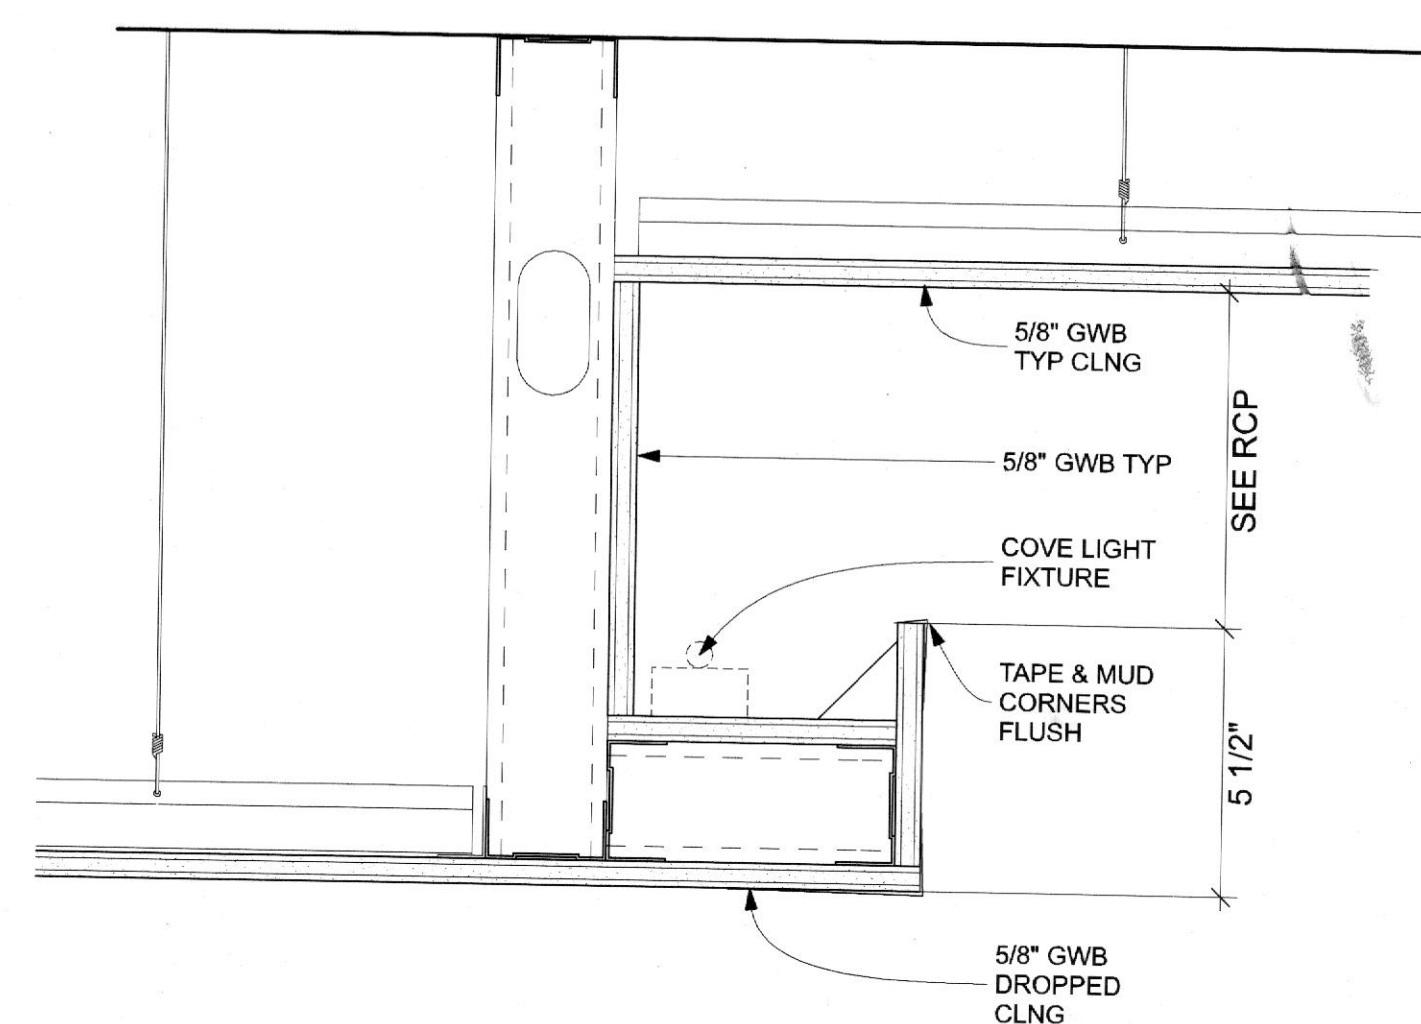 5/8" GWB
TYP CLNG
SEE RCP
5/8" GWB TYP
COVE LIGHT
FIXTURE
TAPE & MUD
CORNERS
FLUSH
5 1/2"
5/8" GWB
DROPPED
CLNG